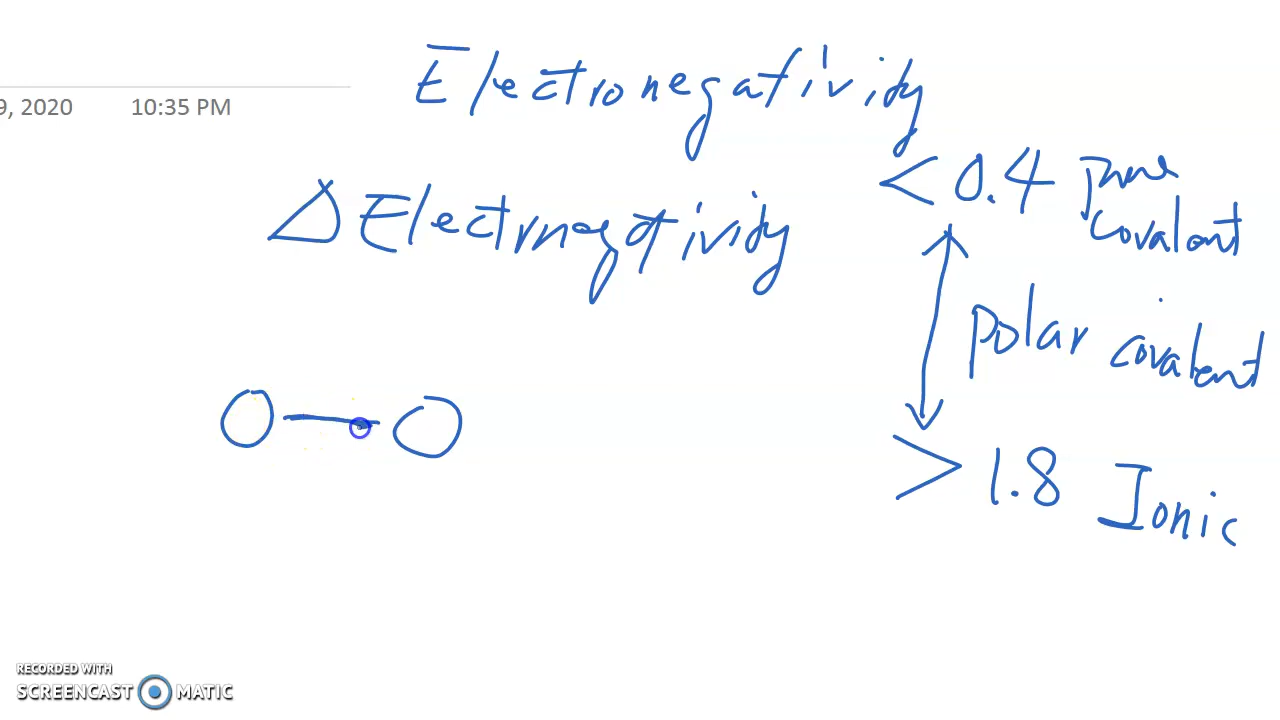 Electronegativity
9, 2020 10:35 PM
< 0.4 pure
covalent
Δ Electronegativity
polar covalent
O — O
> 1.8 Ionic
RECORDED WITH
SCREENCAST MATIC